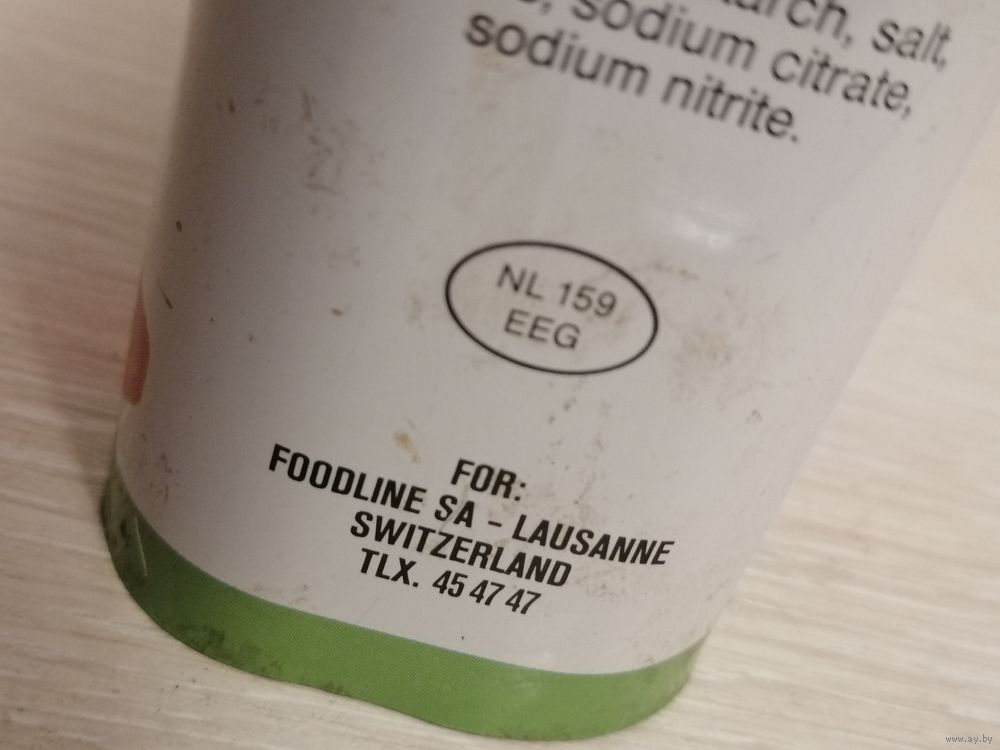 salt,
sodium citrate,
sodium nitrite.
NL 159
EEG
FOR:
FOODLINE SA - LAUSANNE
SWITZERLAND
TLX. 45 47 47
www.ay.by